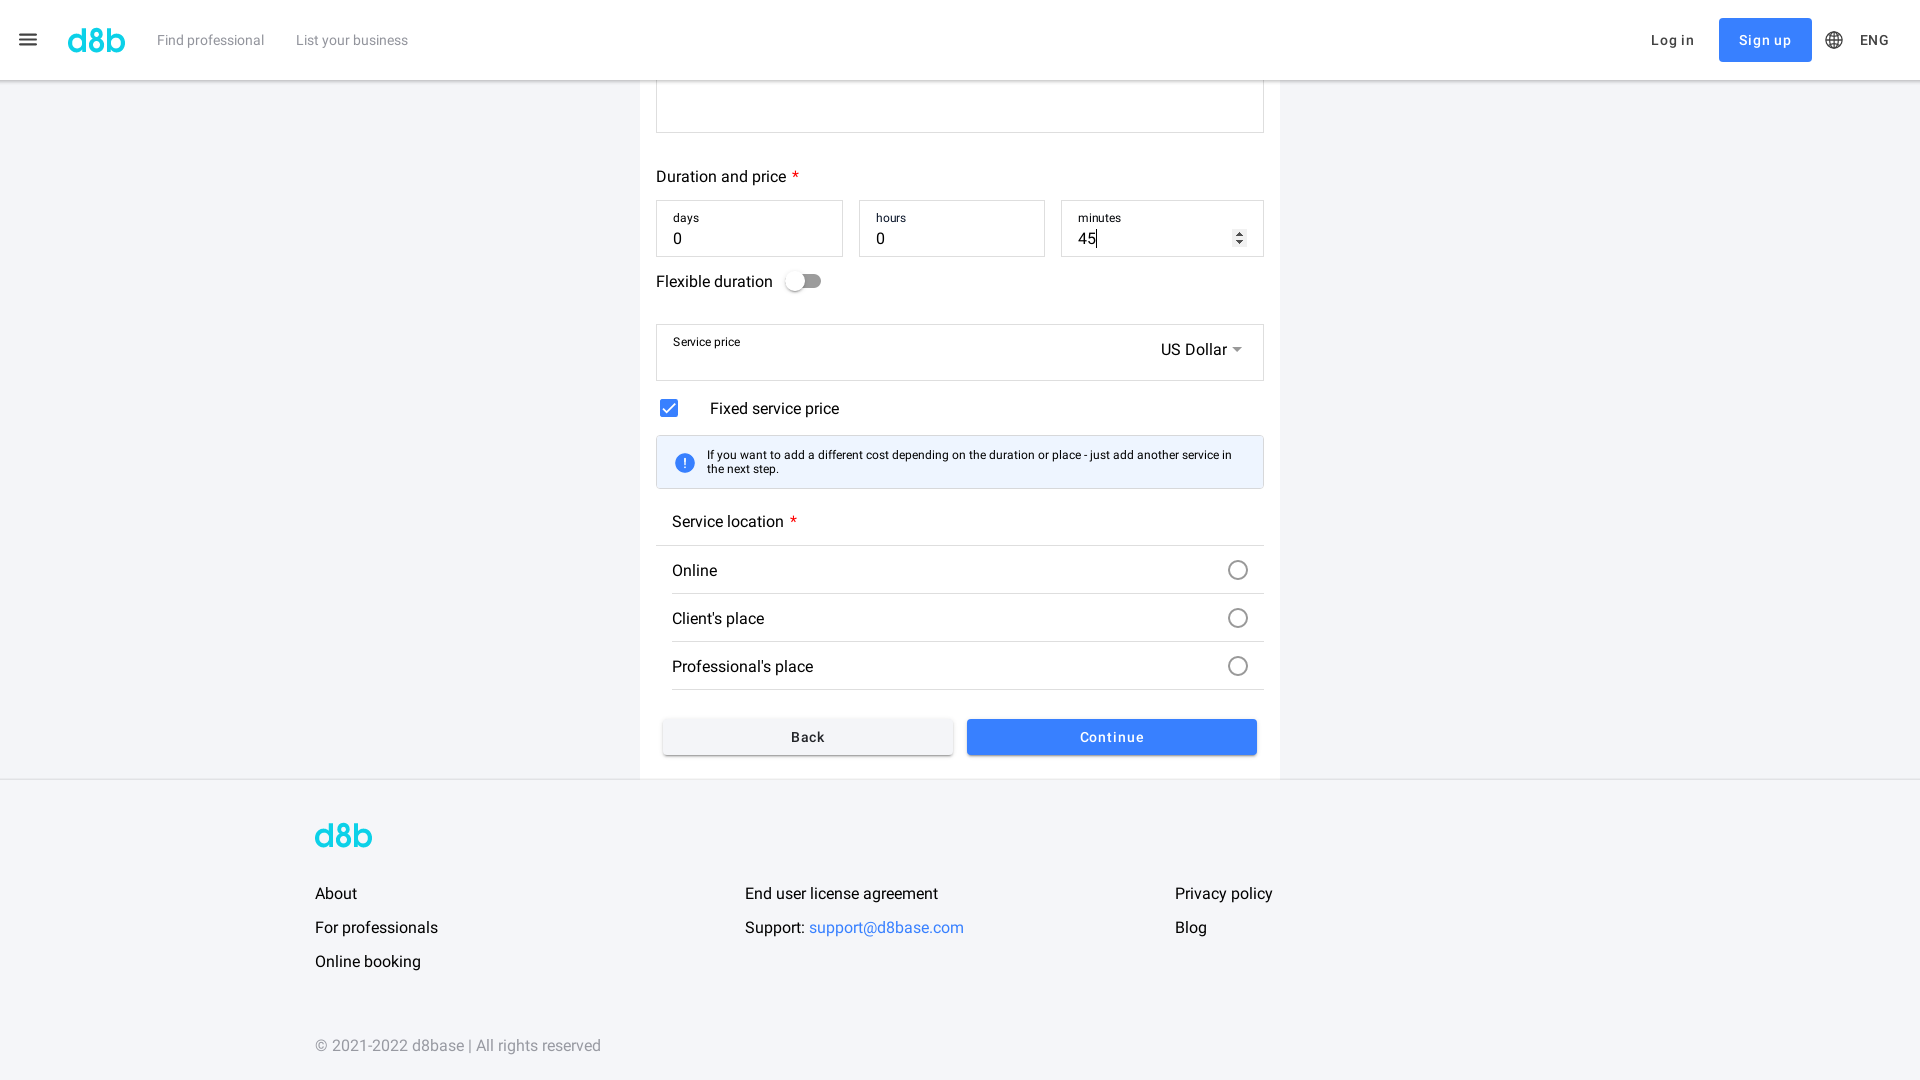 d8b
Find professional
List your business
Log in
Sign up
ENG
Duration and price *
days
0
hours
0
minutes
45
Flexible duration
Service price
US Dollar
Fixed service price
If you want to add a different cost depending on the duration or place - just add another service in
the next step.
Service location *
Online
Client's place
Professional's place
Back
Continue
d8b
About
For professionals
Online booking
End user license agreement
Support: support@d8base.com
Privacy policy
Blog
© 2021-2022 d8base | All rights reserved